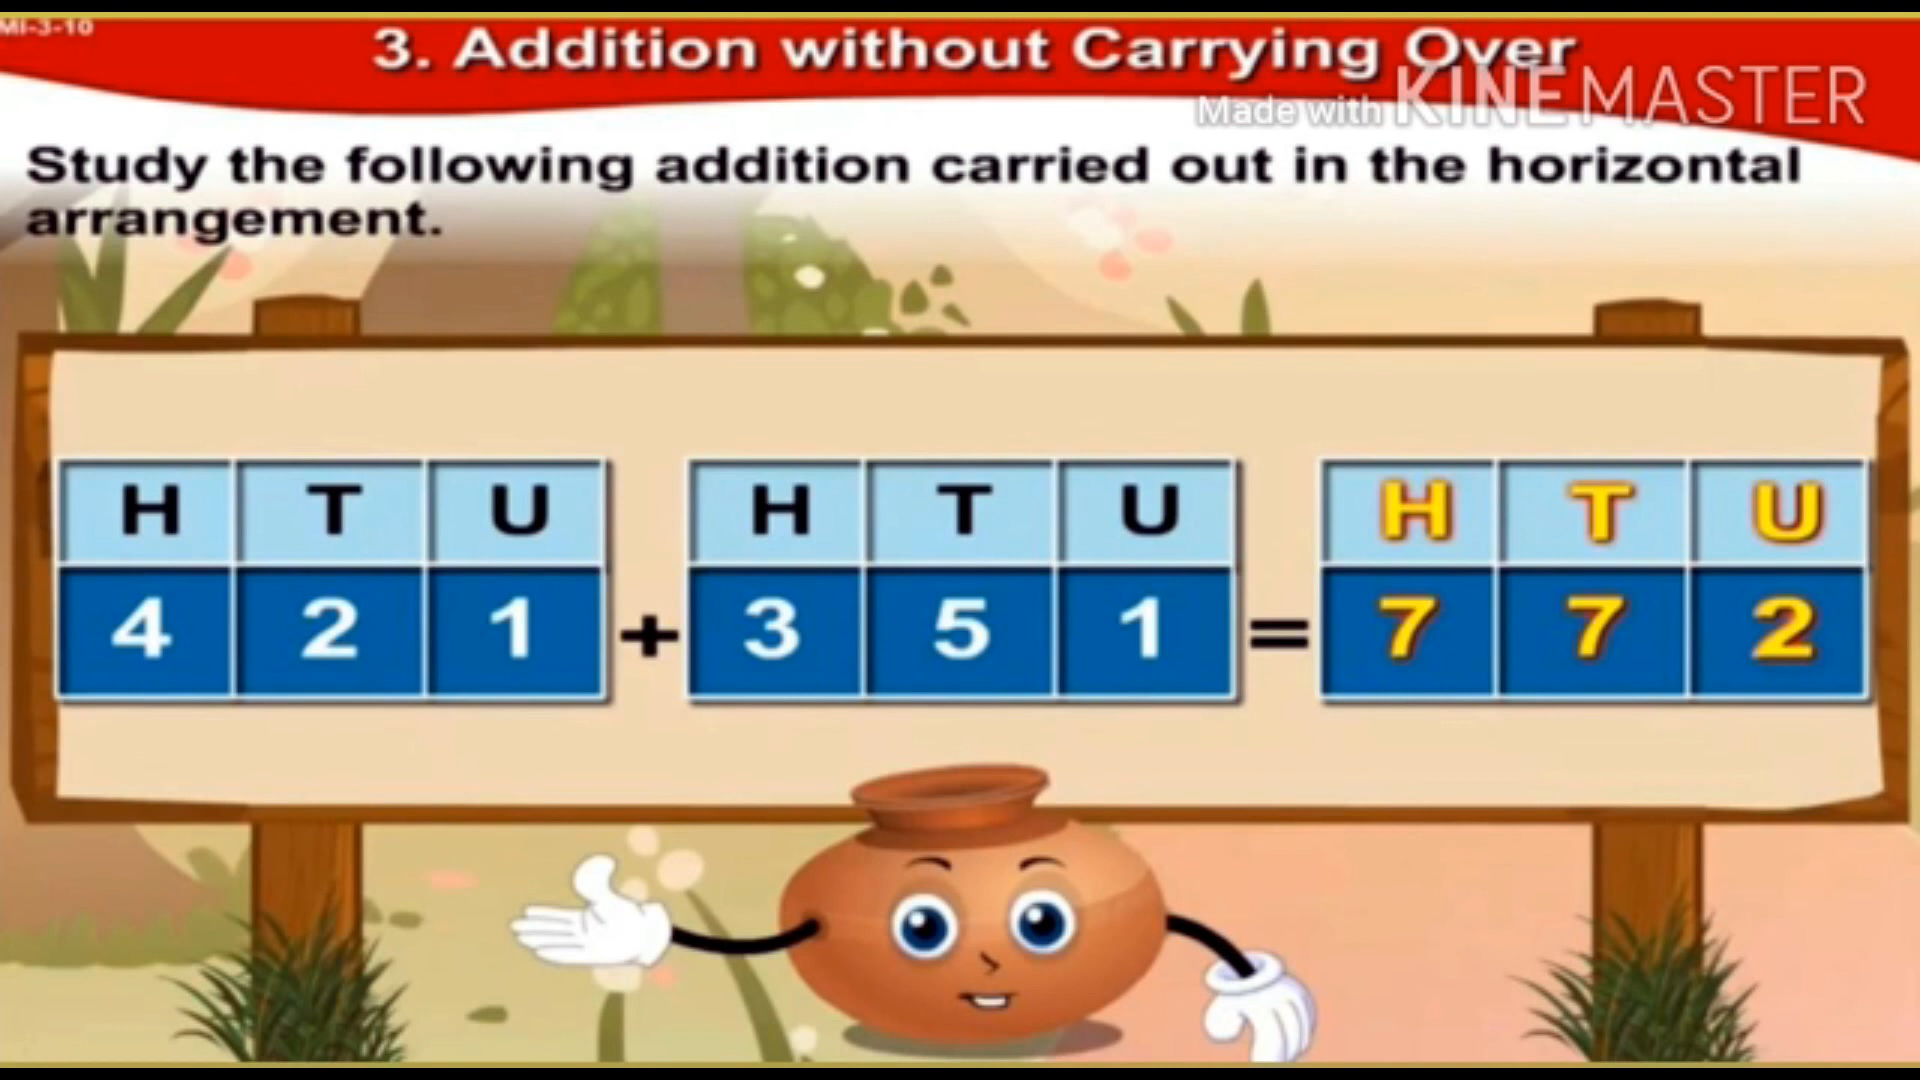 MI-3-10
3. Addition without Carrying Over
Made with KINEMASTER
Study the following addition carried out in the horizontal
arrangement.
H T U H T U H T U
4 2 1 + 3 5 1 = 7 7 2